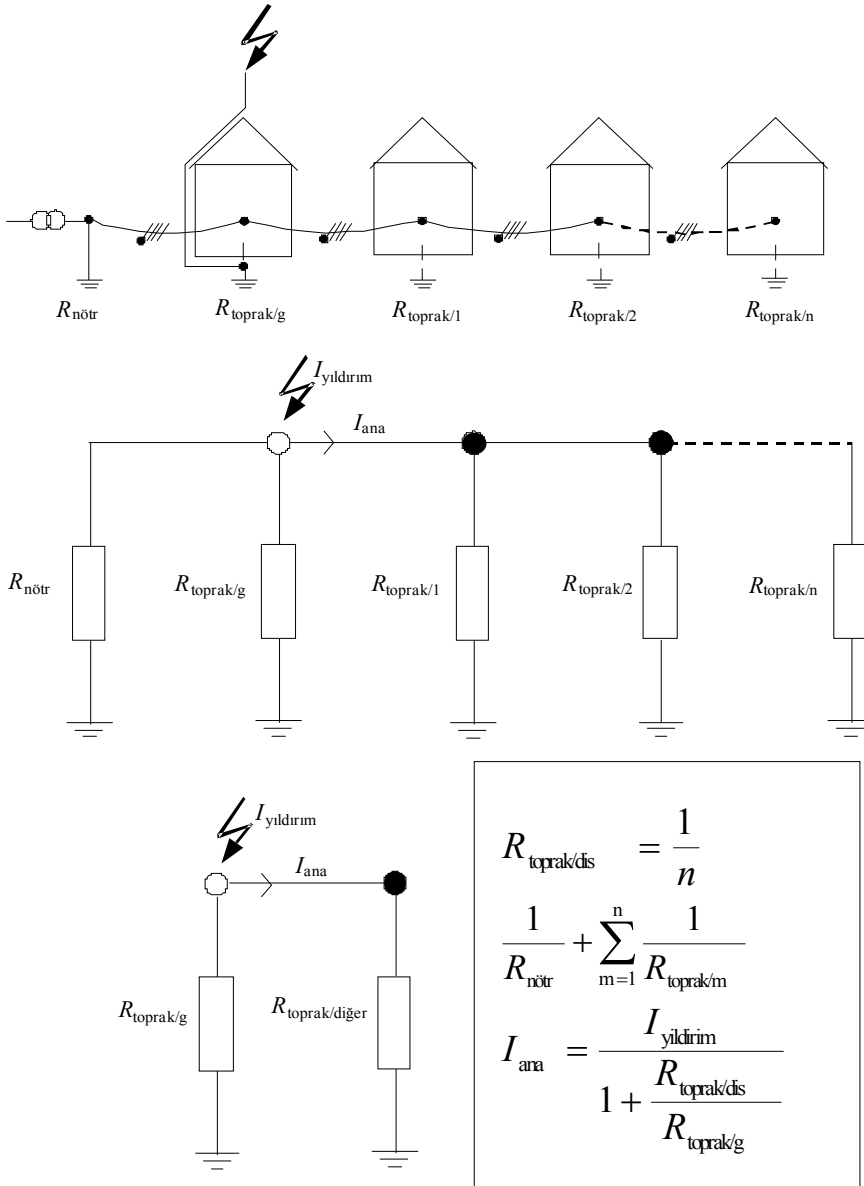 R nötr R toprak/g R toprak/1 R toprak/2 R toprak/n
I yıldırım
I ana
R nötr R toprak/g R toprak/1 R toprak/2 R toprak/n
I yıldırım
I ana
R toprak/g R toprak/diğer
R toprak/dis = 1/n
1/R nötr + ∑ m=1 n 1/R toprak/m
I ana = I yildirim / (1 + R toprak/dis / R toprak/g)